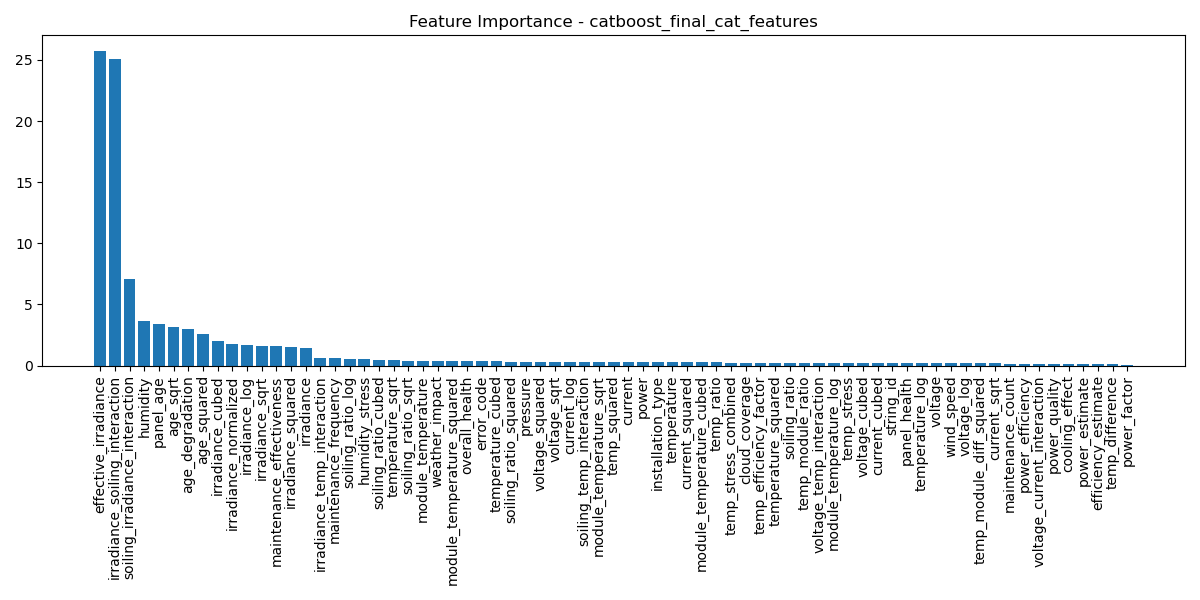 Feature Importance - catboost_final_cat_features
25
20
15
10
5
0
effective_irradiance
irradiance_soiling_interaction
soiling_irradiance_interaction
humidity
panel_age
age_sqrt
age_degradation
age_squared
irradiance_cubed
irradiance_normalized
irradiance_log
irradiance_sqrt
maintenance_effectiveness
irradiance_squared
irradiance
irradiance_temp_interaction
maintenance_frequency
soiling_ratio_log
humidity_stress
soiling_ratio_cubed
temperature_sqrt
soiling_ratio_sqrt
module_temperature
weather_impact
module_temperature_squared
overall_health
error_code
temperature_cubed
soiling_ratio_squared
pressure
voltage_squared
voltage_sqrt
current_log
soiling_temp_interaction
module_temperature_sqrt
temp_squared
current
power
installation_type
temperature
current_squared
module_temperature_cubed
temp_ratio
temp_stress_combined
cloud_coverage
temp_efficiency_factor
temperature_squared
soiling_ratio
temp_module_ratio
voltage_temp_interaction
module_temperature_log
temp_stress
voltage_cubed
current_cubed
string_id
panel_health
temperature_log
voltage
wind_speed
voltage_log
temp_module_diff_squared
current_sqrt
maintenance_count
power_efficiency
voltage_current_interaction
power_quality
cooling_effect
power_estimate
efficiency_estimate
temp_difference
power_factor